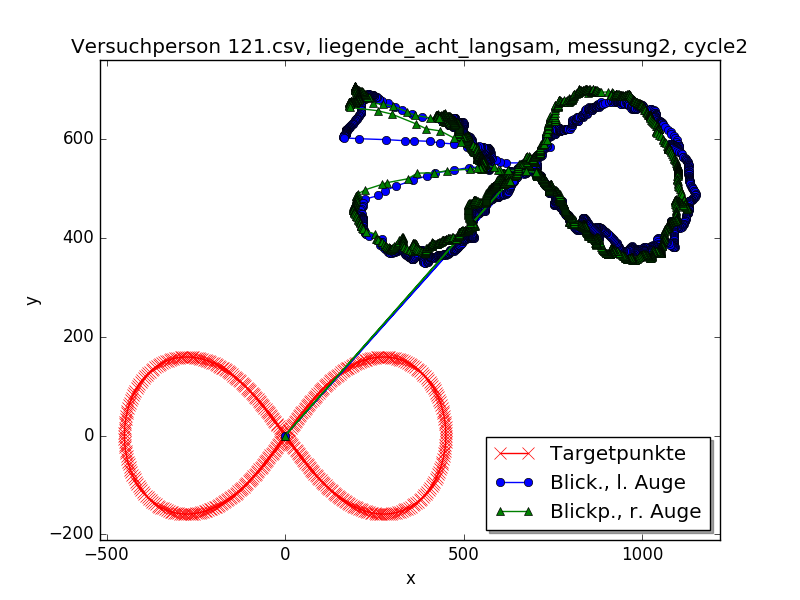 Versuchperson 121.csv, liegende_acht_langsam, messung2, cycle2
y
600
400
200
0
−200
−500
0
500
1000
x
Targetpunkte
Blick., l. Auge
Blickp., r. Auge